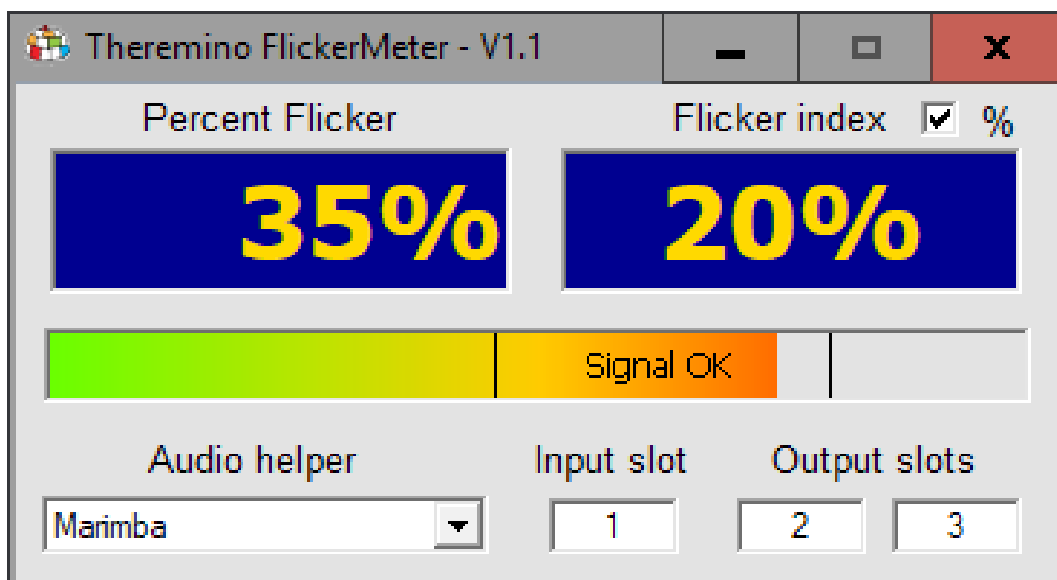 Theremino FlickerMeter - V1.1
Percent Flicker
Flicker index %
35%
20%
Signal OK
Audio helper
Input slot
Output slots
Marimba
1
2
3